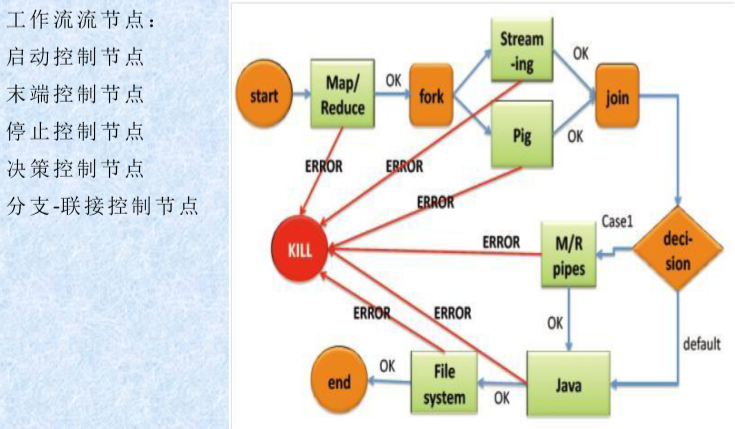 工作流流节点：
启动控制节点
末端控制节点
停止控制节点
决策控制节点
分支-联接控制节点
start
Map/
Reduce
OK
fork
Stream
-ing
OK
Pig
OK
join
ERROR
ERROR
ERROR
KILL
ERROR
M/R
pipes
Case1
deci-
sion
ERROR
ERROR
OK
default
end
OK
File
system
OK
Java